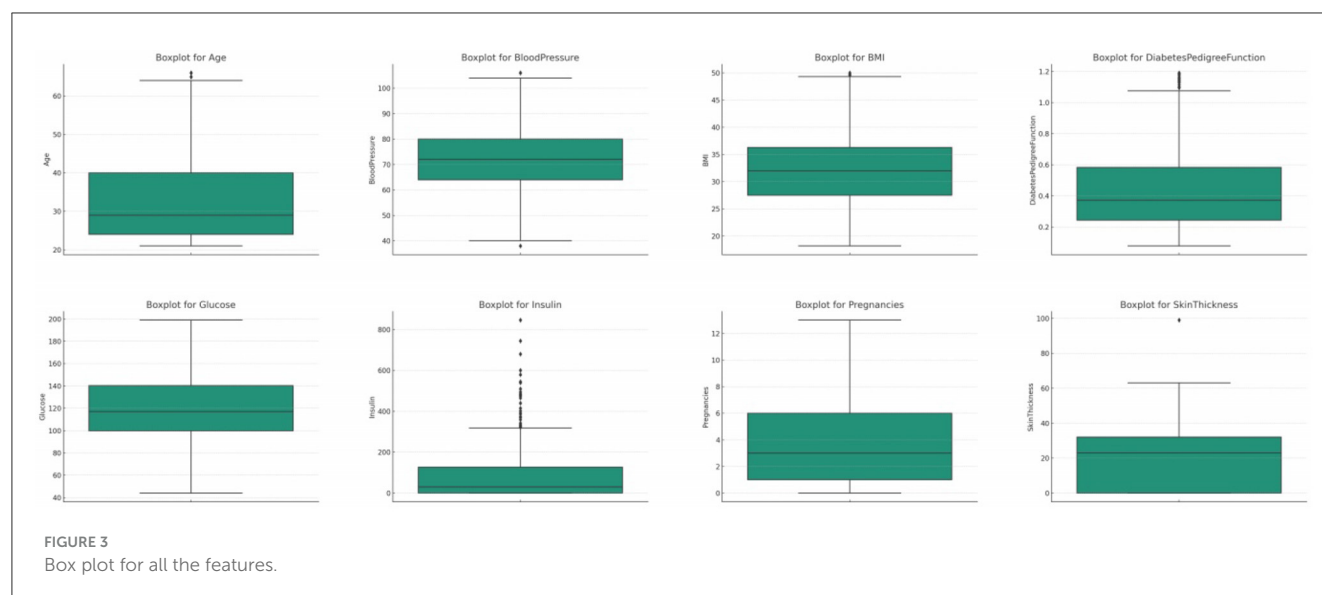 Boxplot for Age
Age
60
50
40
30
20
Boxplot for BloodPressure
BloodPressure
100
90
80
70
60
50
40
Boxplot for BMI
BMI
50
45
40
35
30
25
20
Boxplot for DiabetesPedigreeFunction
DiabetesPedigreeFunction
1.2
1.0
0.8
0.6
0.4
0.2
Boxplot for Glucose
Glucose
200
180
160
140
120
100
80
60
40
Boxplot for Insulin
Insulin
800
600
400
200
0
Boxplot for Pregnancies
Pregnancies
12
10
8
6
4
2
0
Boxplot for SkinThickness
SkinThickness
100
80
60
40
20
0
FIGURE 3
Box plot for all the features.